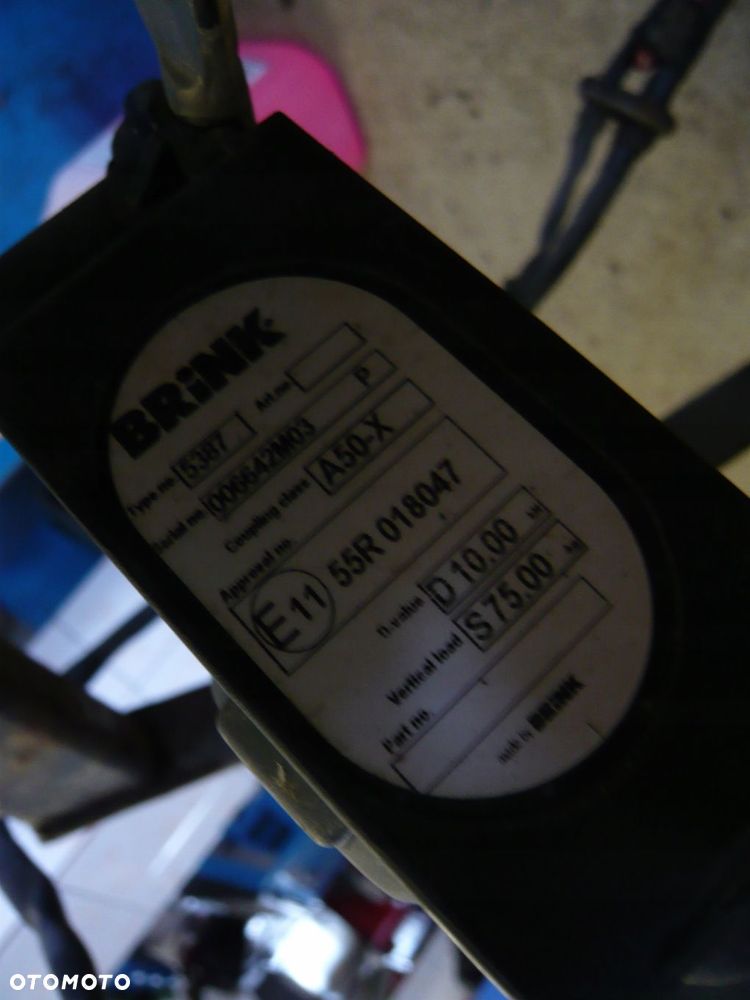 BRiNK
Art no
Type no. 5387
Serial no 006642M03 P
Coupling class A50-X
Approval no.
E11 55R 018047
D-value D 10.00 kN
Vertical load S 75.00 kg
Part no.
made by BRiNK
OTOMOTO